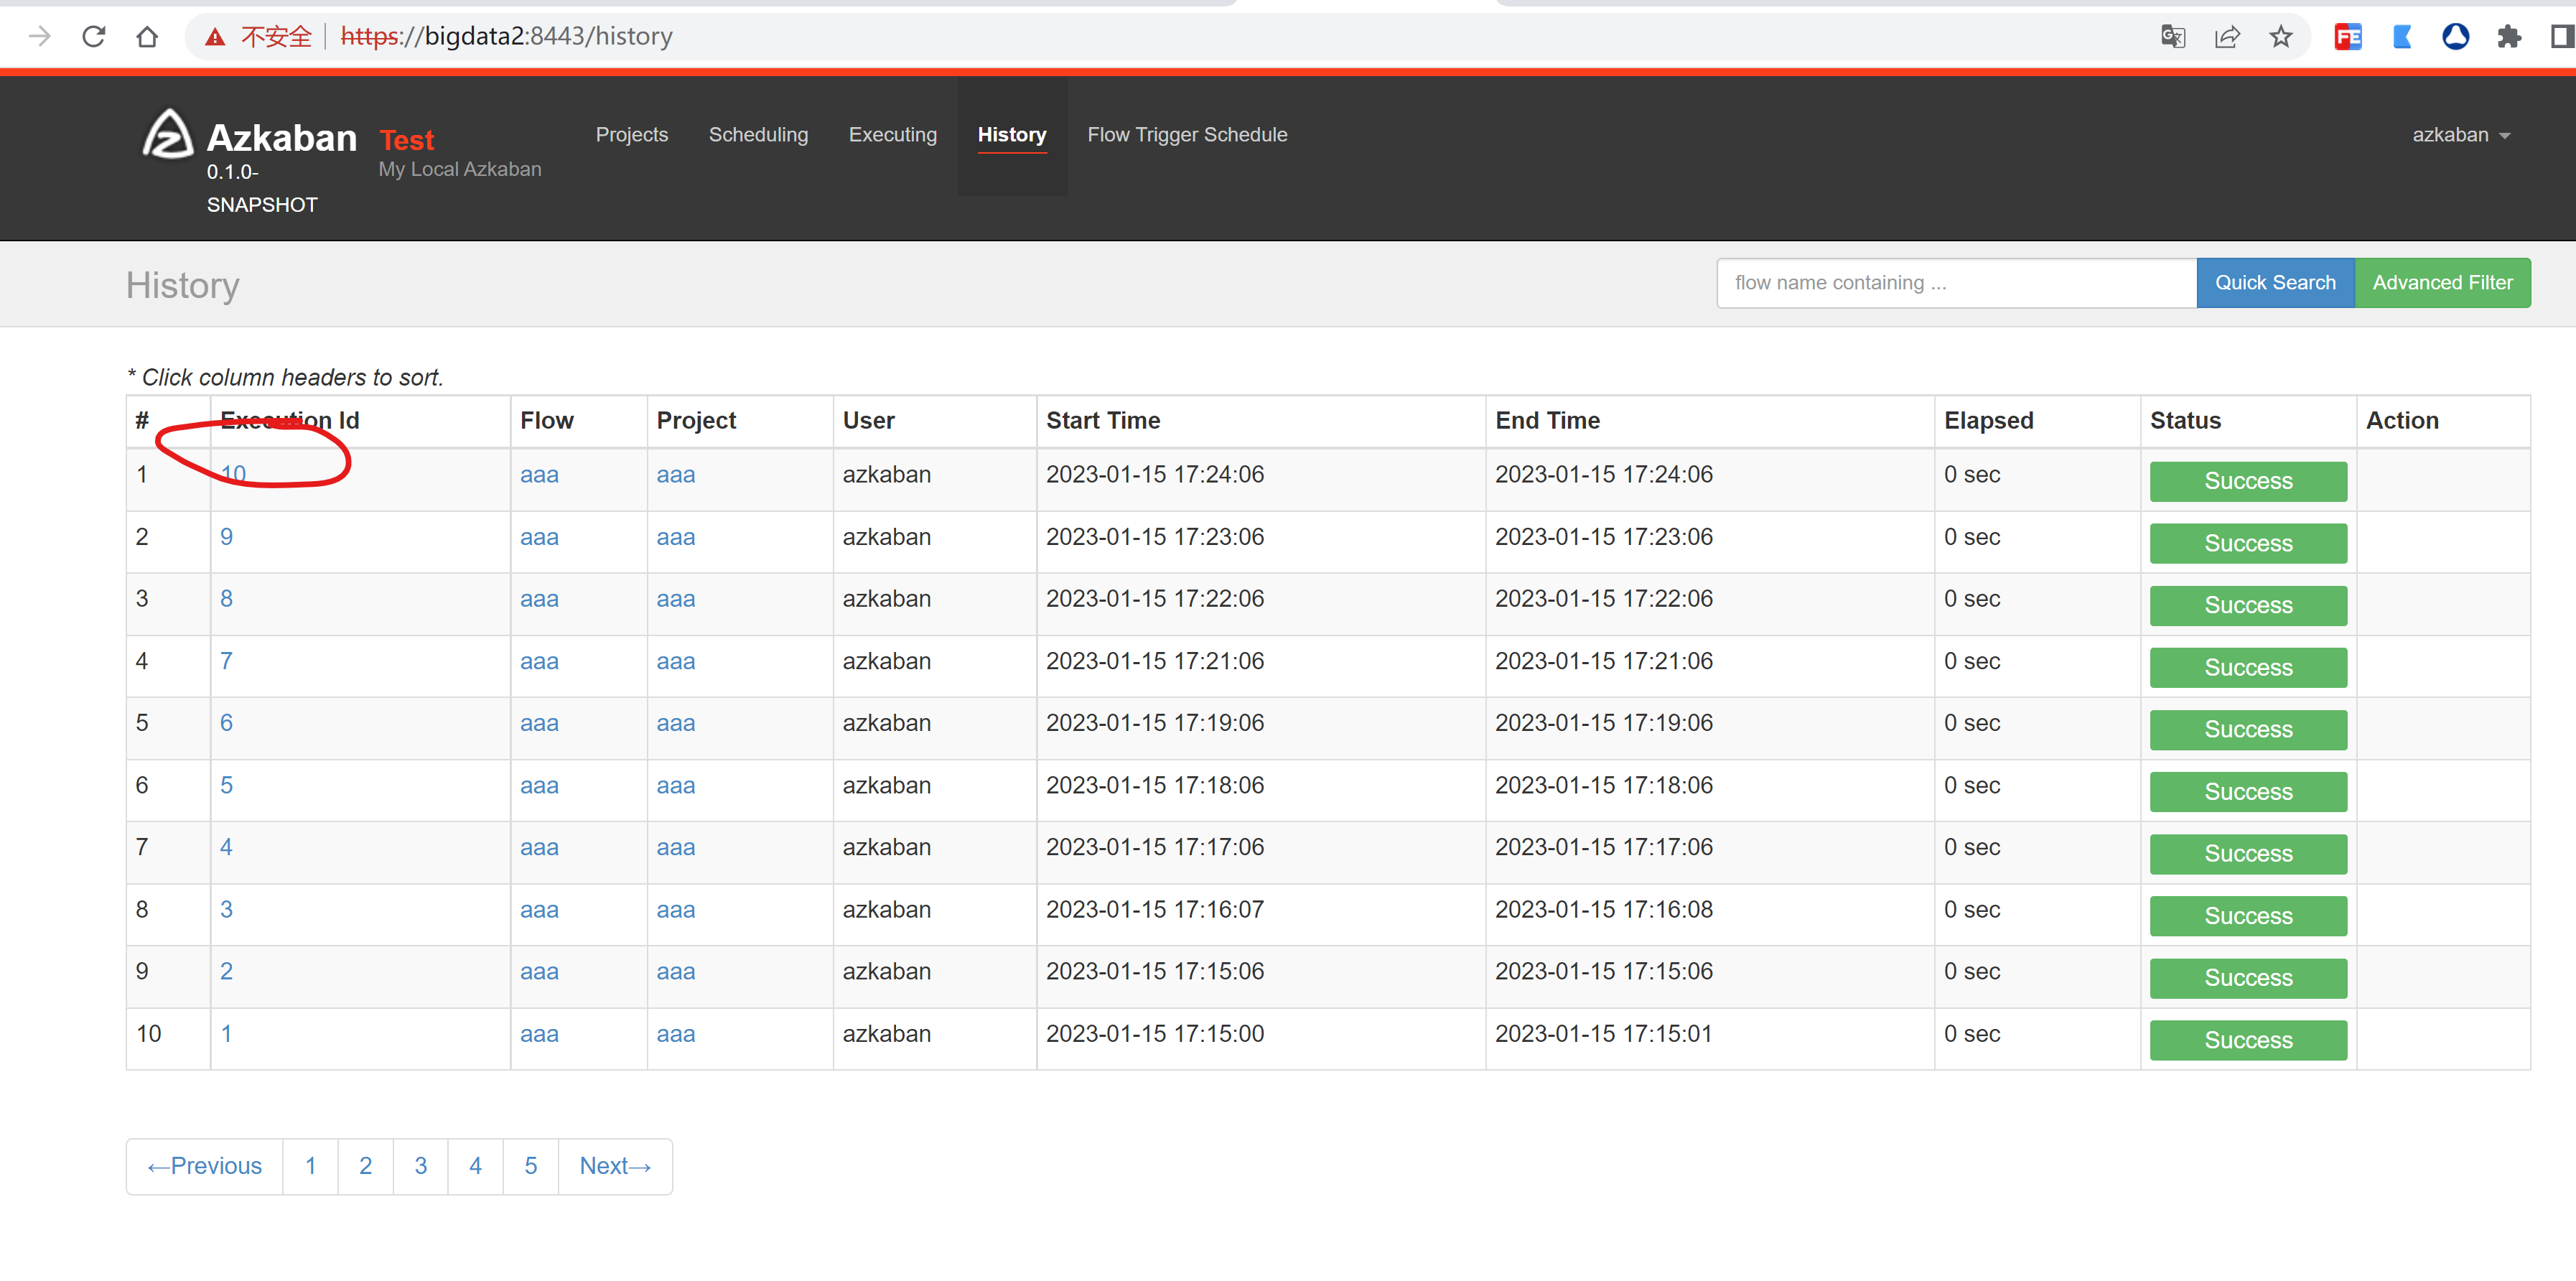 不安全 https://bigdata2:8443/history
Azkaban Test
0.1.0-SNAPSHOT
My Local Azkaban
Projects Scheduling Executing History Flow Trigger Schedule azkaban
History flow name containing ... Quick Search Advanced Filter
* Click column headers to sort.
# Execution Id Flow Project User Start Time End Time Elapsed Status Action
1 10 aaa aaa azkaban 2023-01-15 17:24:06 2023-01-15 17:24:06 0 sec Success
2 9 aaa aaa azkaban 2023-01-15 17:23:06 2023-01-15 17:23:06 0 sec Success
3 8 aaa aaa azkaban 2023-01-15 17:22:06 2023-01-15 17:22:06 0 sec Success
4 7 aaa aaa azkaban 2023-01-15 17:21:06 2023-01-15 17:21:06 0 sec Success
5 6 aaa aaa azkaban 2023-01-15 17:19:06 2023-01-15 17:19:06 0 sec Success
6 5 aaa aaa azkaban 2023-01-15 17:18:06 2023-01-15 17:18:06 0 sec Success
7 4 aaa aaa azkaban 2023-01-15 17:17:06 2023-01-15 17:17:06 0 sec Success
8 3 aaa aaa azkaban 2023-01-15 17:16:07 2023-01-15 17:16:08 0 sec Success
9 2 aaa aaa azkaban 2023-01-15 17:15:06 2023-01-15 17:15:06 0 sec Success
10 1 aaa aaa azkaban 2023-01-15 17:15:00 2023-01-15 17:15:01 0 sec Success
←Previous 1 2 3 4 5 Next→